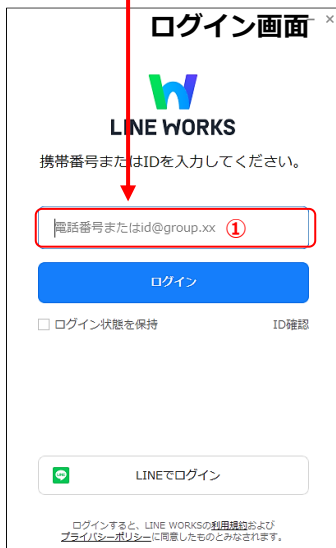 ログイン画面
LINE WORKS
携帯番号またはIDを入力してください。
電話番号またはid@group.xx ①
ログイン
ログイン状態を保持 ID確認
LINE LINEでログイン
ログインすると、LINE WORKSの利用規約および
プライバシーポリシーに同意したものとみなされます。